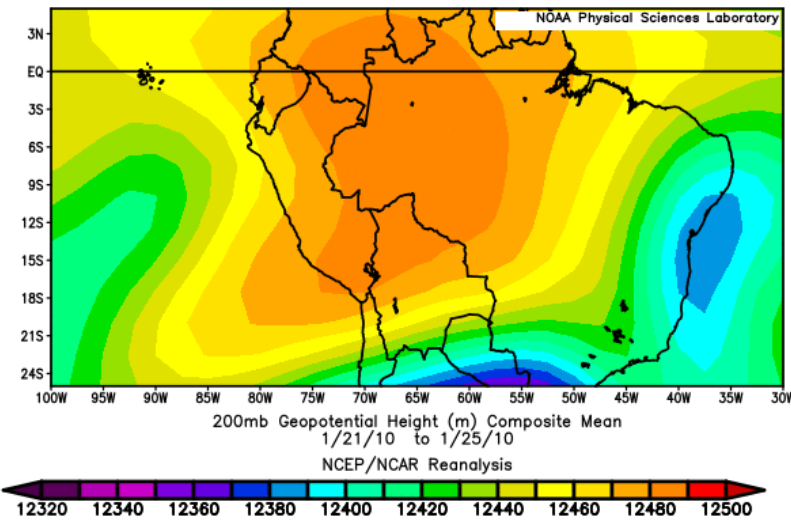 NOAA Physical Sciences Laboratory
3N
EQ
3S
6S
9S
12S
15S
18S
21S
24S
100W 95W 90W 85W 80W 75W 70W 65W 60W 55W 50W 45W 40W 35W 30W
200mb Geopotential Height (m) Composite Mean
1/21/10 to 1/25/10
NCEP/NCAR Reanalysis
12320 12340 12360 12380 12400 12420 12440 12460 12480 12500